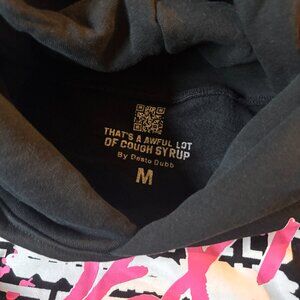 THAT'S A AWFUL LOT
OF COUGH SYRUP
By Desto Dubb
M